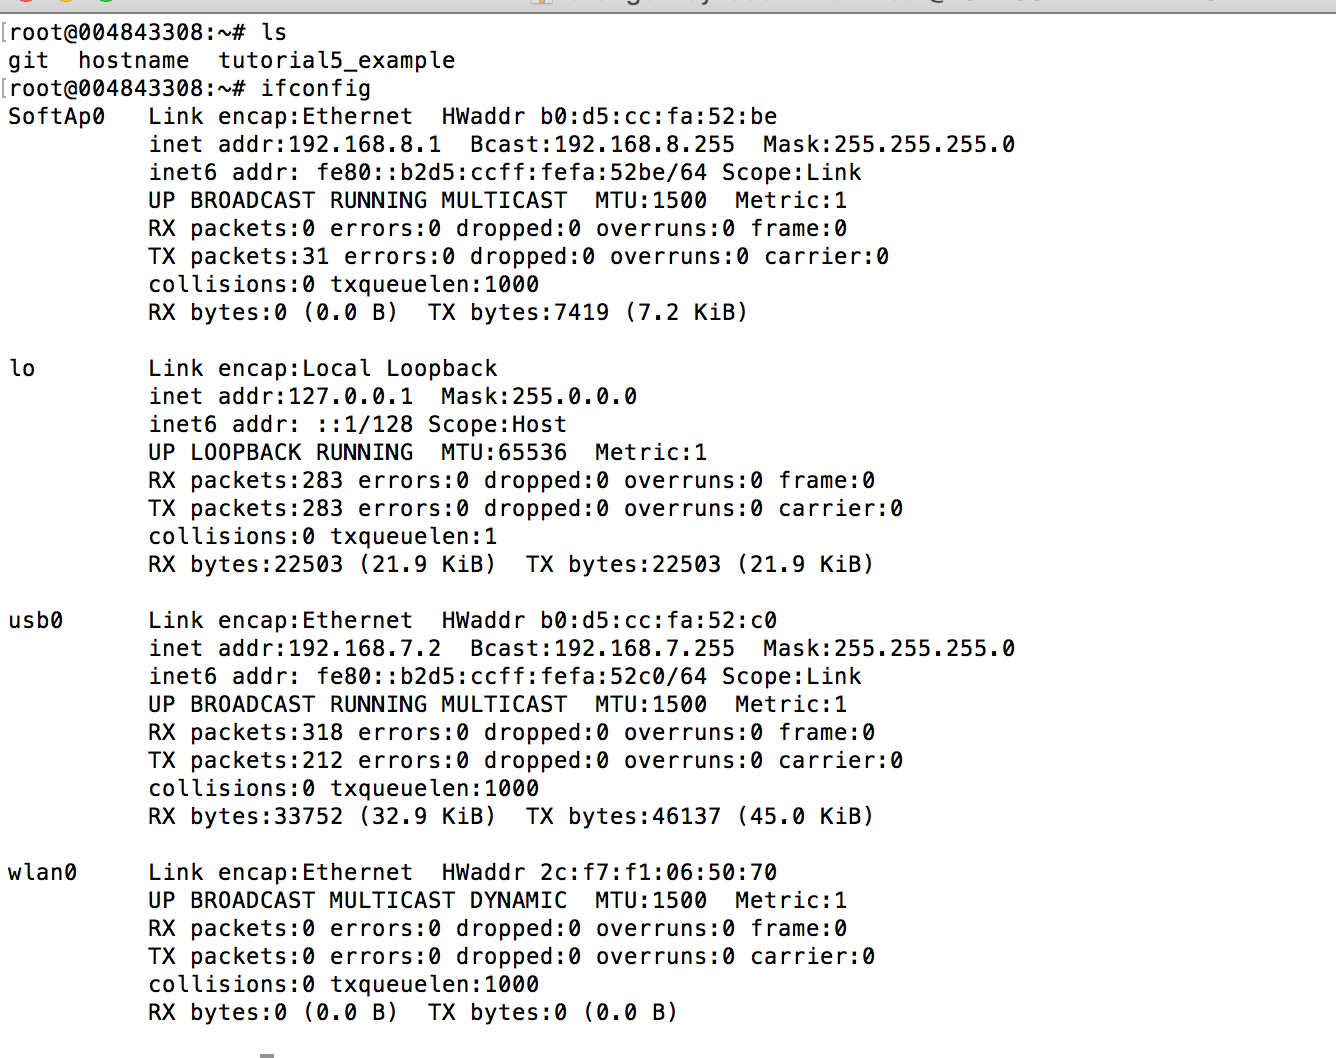 [root@004843308:~# ls
git  hostname  tutorial5_example
[root@004843308:~# ifconfig
SoftAp0   Link encap:Ethernet  HWaddr b0:d5:cc:fa:52:be
          inet addr:192.168.8.1  Bcast:192.168.8.255  Mask:255.255.255.0
          inet6 addr: fe80::b2d5:ccff:fefa:52be/64 Scope:Link
          UP BROADCAST RUNNING MULTICAST  MTU:1500  Metric:1
          RX packets:0 errors:0 dropped:0 overruns:0 frame:0
          TX packets:31 errors:0 dropped:0 overruns:0 carrier:0
          collisions:0 txqueuelen:1000
          RX bytes:0 (0.0 B)  TX bytes:7419 (7.2 KiB)

lo        Link encap:Local Loopback
          inet addr:127.0.0.1  Mask:255.0.0.0
          inet6 addr: ::1/128 Scope:Host
          UP LOOPBACK RUNNING  MTU:65536  Metric:1
          RX packets:283 errors:0 dropped:0 overruns:0 frame:0
          TX packets:283 errors:0 dropped:0 overruns:0 carrier:0
          collisions:0 txqueuelen:1
          RX bytes:22503 (21.9 KiB)  TX bytes:22503 (21.9 KiB)

usb0      Link encap:Ethernet  HWaddr b0:d5:cc:fa:52:c0
          inet addr:192.168.7.2  Bcast:192.168.7.255  Mask:255.255.255.0
          inet6 addr: fe80::b2d5:ccff:fefa:52c0/64 Scope:Link
          UP BROADCAST RUNNING MULTICAST  MTU:1500  Metric:1
          RX packets:318 errors:0 dropped:0 overruns:0 frame:0
          TX packets:212 errors:0 dropped:0 overruns:0 carrier:0
          collisions:0 txqueuelen:1000
          RX bytes:33752 (32.9 KiB)  TX bytes:46137 (45.0 KiB)

wlan0     Link encap:Ethernet  HWaddr 2c:f7:f1:06:50:70
          UP BROADCAST MULTICAST DYNAMIC  MTU:1500  Metric:1
          RX packets:0 errors:0 dropped:0 overruns:0 frame:0
          TX packets:0 errors:0 dropped:0 overruns:0 carrier:0
          collisions:0 txqueuelen:1000
          RX bytes:0 (0.0 B)  TX bytes:0 (0.0 B)